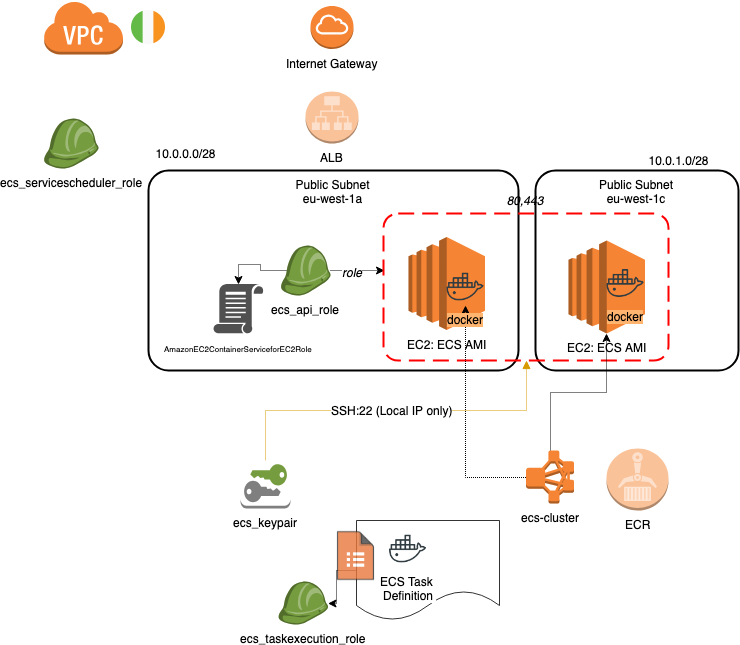 VPC
Internet Gateway
ALB
ecs_servicescheduler_role
10.0.0.0/28
10.0.1.0/28
Public Subnet
eu-west-1a
Public Subnet
eu-west-1c
80,443
role
ecs_api_role
AmazonEC2ContainerServiceforEC2Role
docker
EC2: ECS AMI
docker
EC2: ECS AMI
SSH:22 (Local IP only)
ecs_keypair
ecs-cluster
ECR
ECS Task
Definition
ecs_taskexecution_role